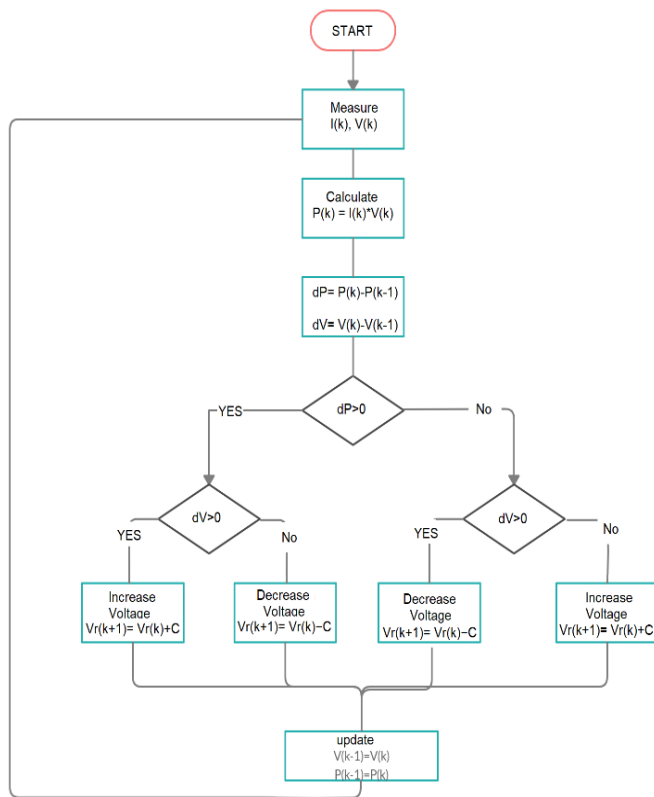 START
Measure
I(k), V(k)
Calculate
P(k) = I(k)*V(k)
dP= P(k)-P(k-1)
dV= V(k)-V(k-1)
dP>0
YES
No
dV>0
YES
No
dV>0
YES
No
Increase
Voltage
Vr(k+1)= Vr(k)+C
Decrease
Voltage
Vr(k+1)= Vr(k)−C
Decrease
Voltage
Vr(k+1)= Vr(k)−C
Increase
Voltage
Vr(k+1)= Vr(k)+C
update
V(k-1)=V(k)
P(k-1)=P(k)